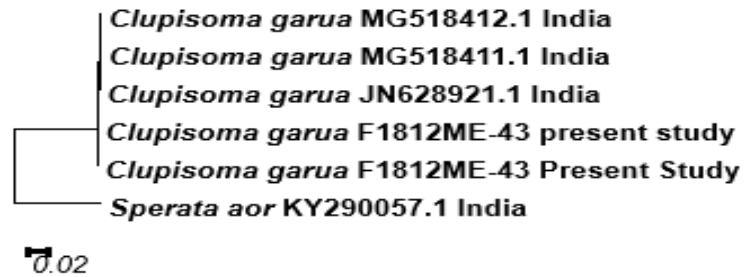 Clupisoma garua MG518412.1 India
Clupisoma garua MG518411.1 India
Clupisoma garua JN628921.1 India
Clupisoma garua F1812ME-43 present study
Clupisoma garua F1812ME-43 Present Study
Sperata aor KY290057.1 India
0.02